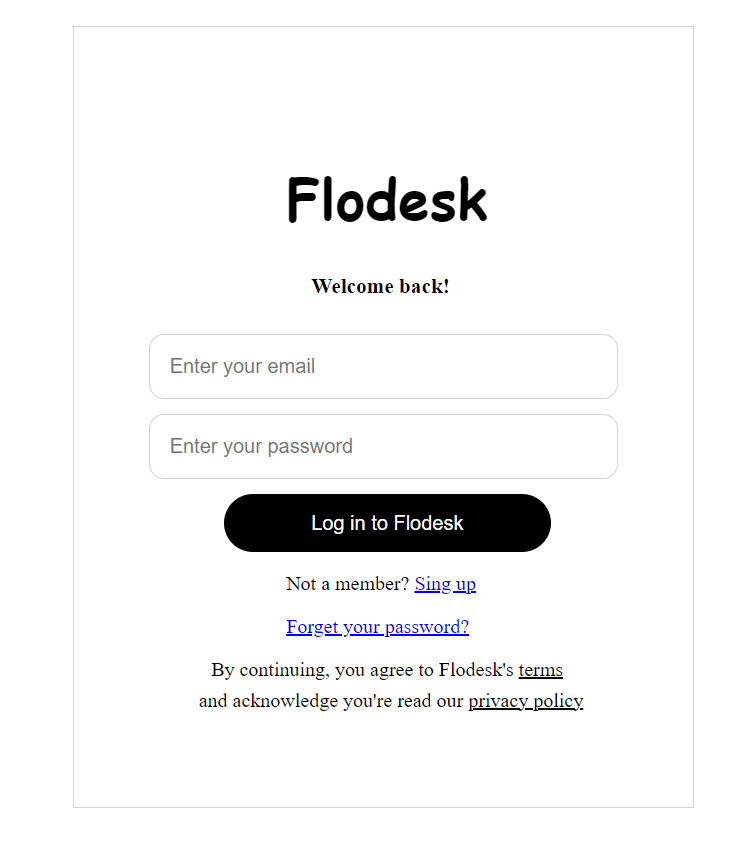 Flodesk
Welcome back!
Enter your email
Enter your password
Log in to Flodesk
Not a member? Sing up
Forget your password?
By continuing, you agree to Flodesk's terms
and acknowledge you're read our privacy policy